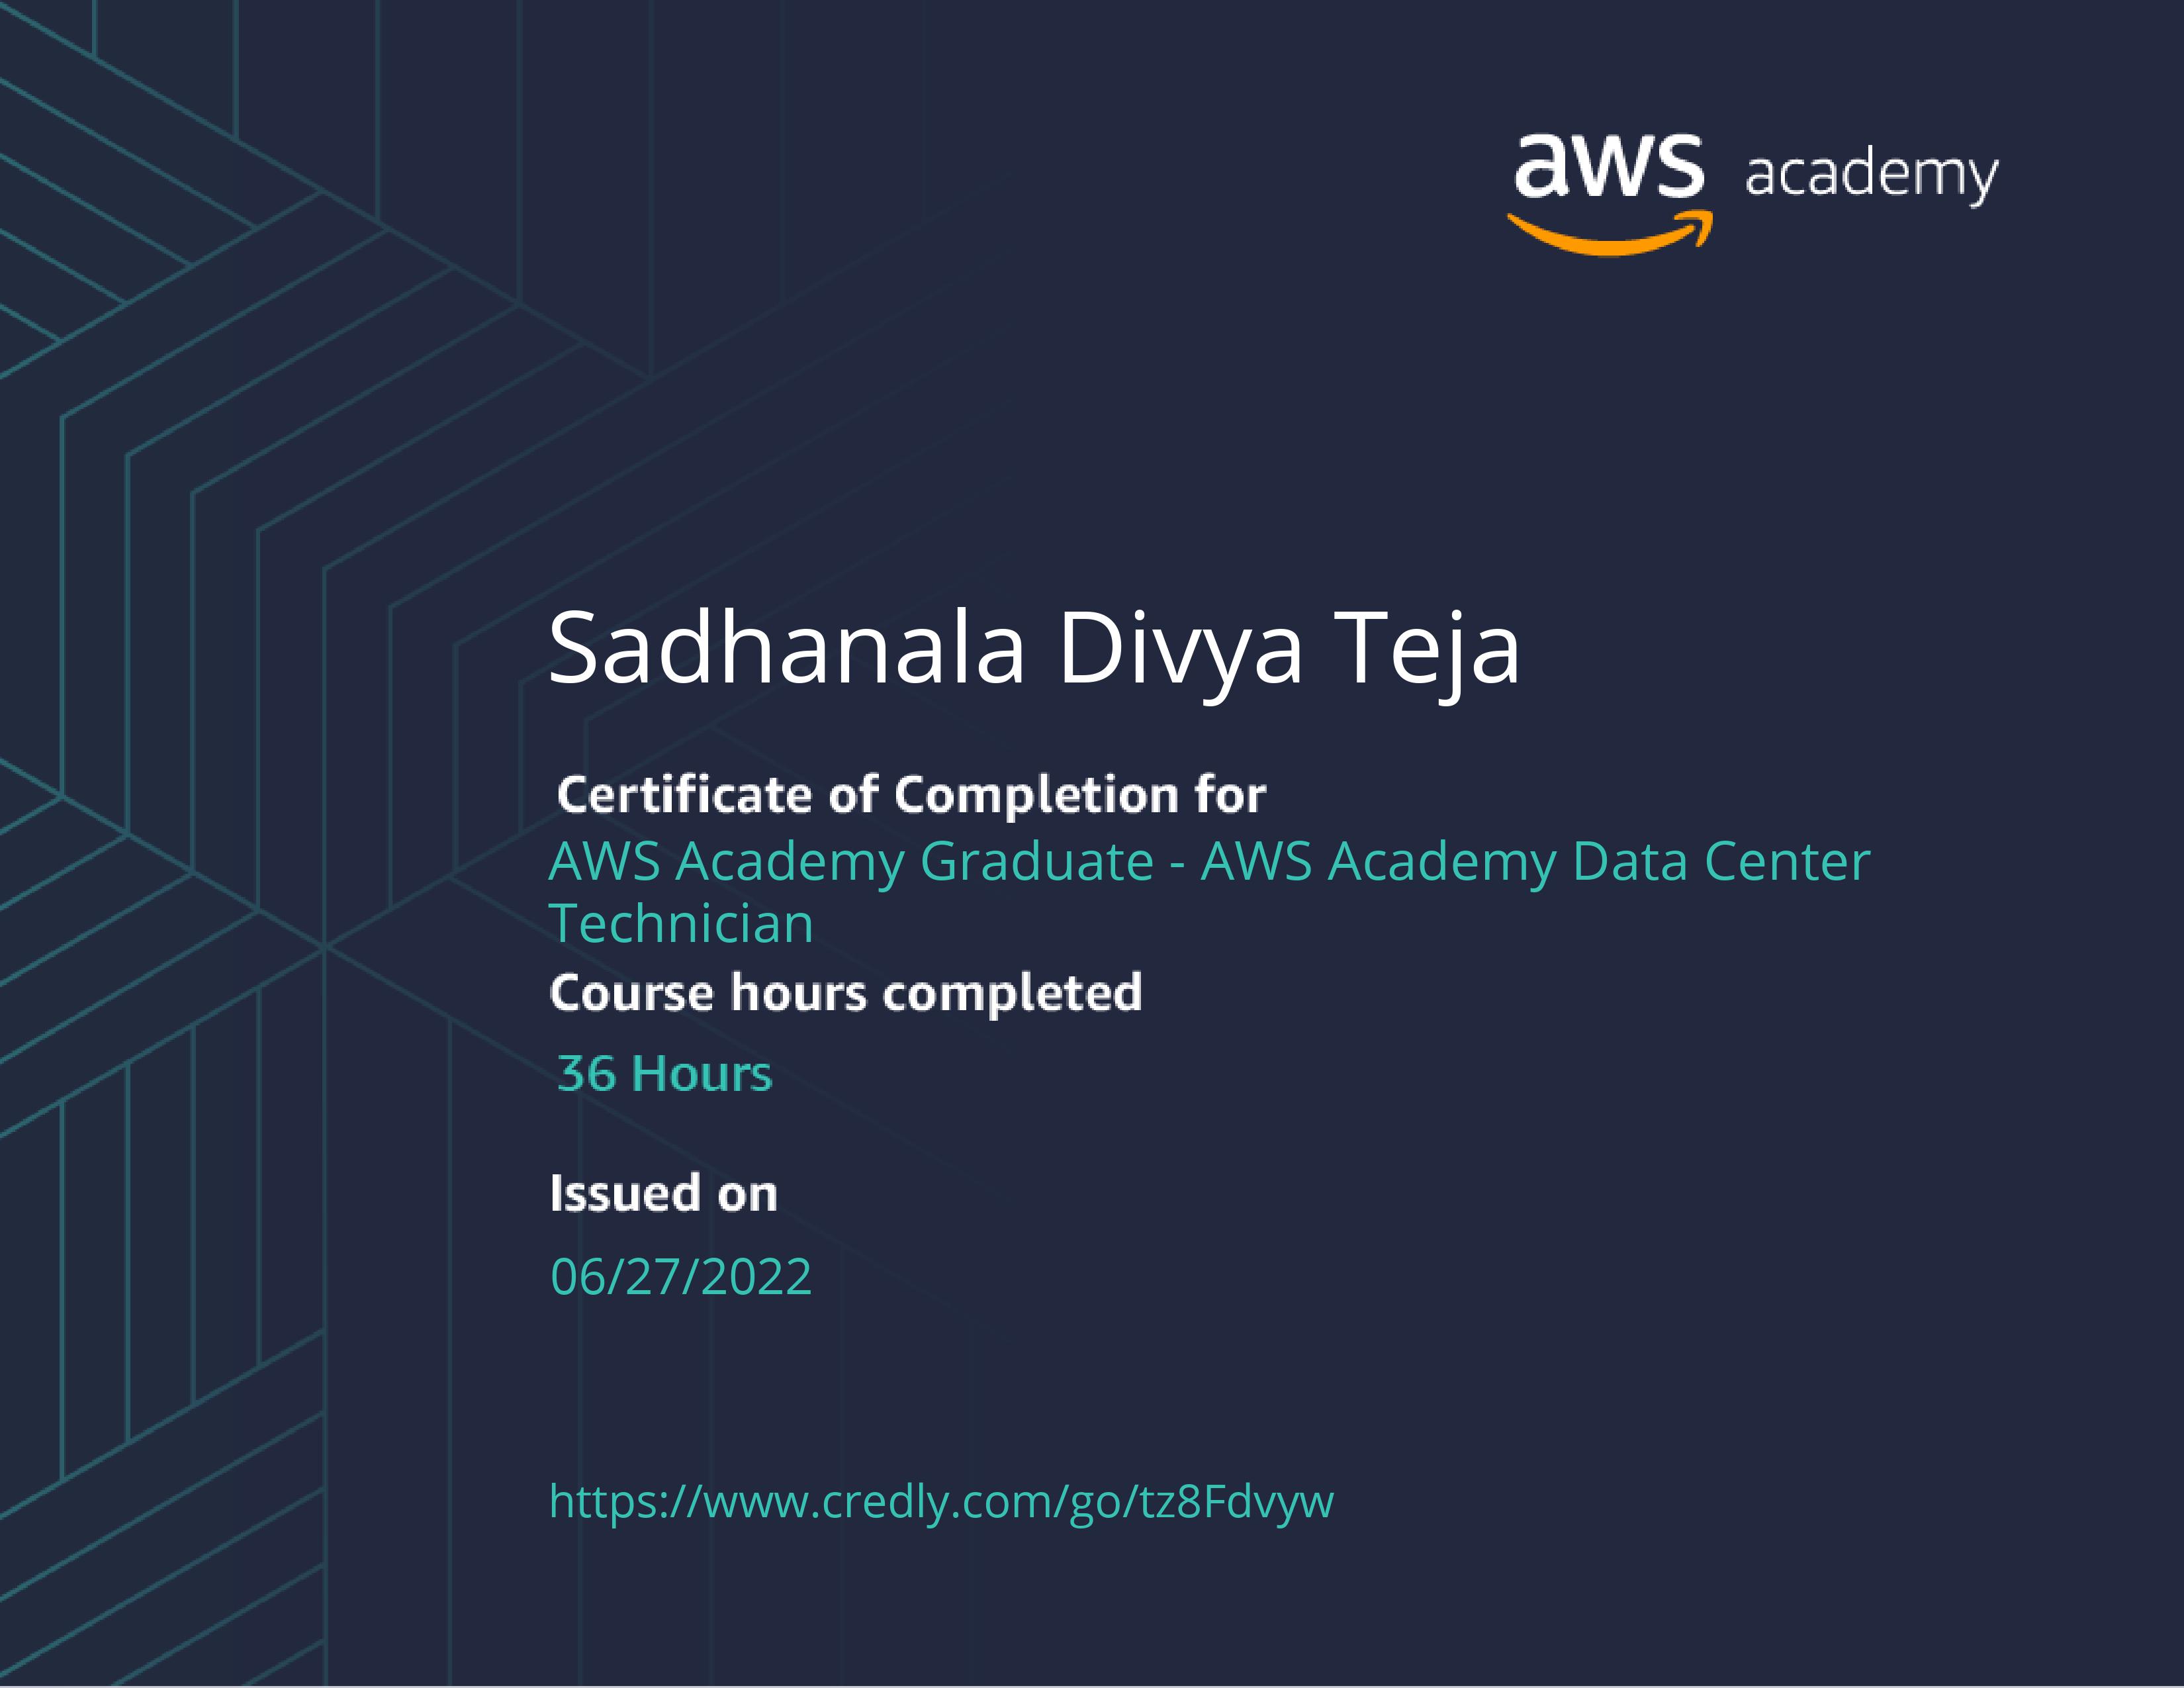 aws academy
Sadhanala Divya Teja
Certificate of Completion for
AWS Academy Graduate - AWS Academy Data Center
Technician
Course hours completed
36 Hours
Issued on
06/27/2022
https://www.credly.com/go/tz8Fdvyw